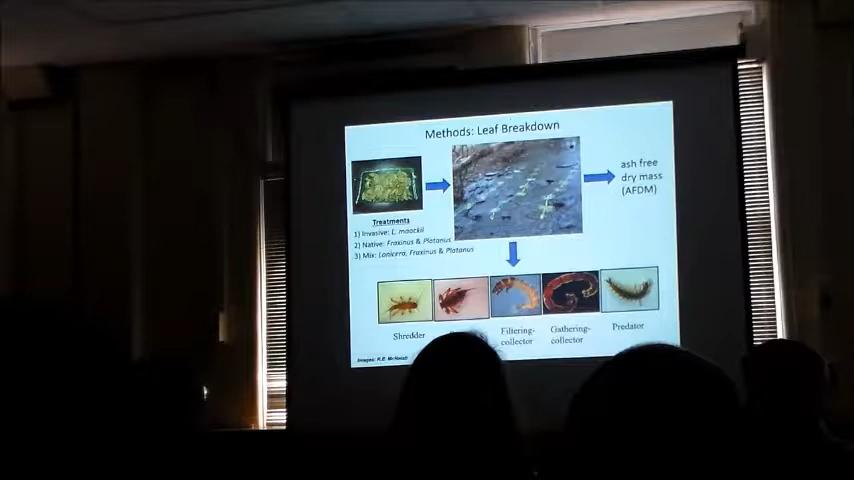 Methods: Leaf Breakdown
ash free
dry mass
(AFDM)
Treatments
1) Invasive: L. maackii
2) Native: Fraxinus & Platanus
3) Mix: Lonicera, Fraxinus & Platanus
Shredder
Filtering-
collector
Gathering-
collector
Predator
Images: R.E. McNeish